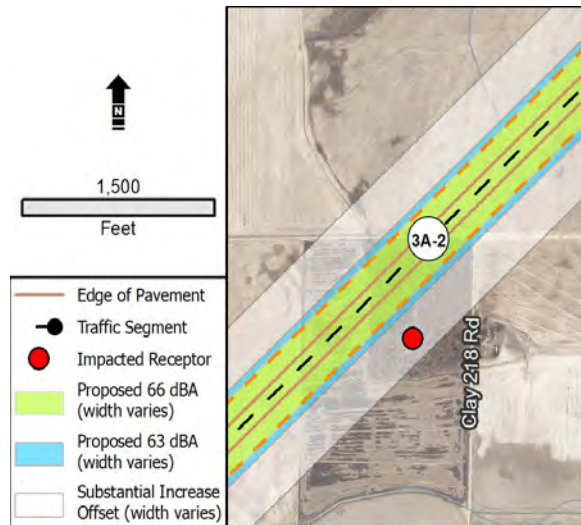 N
1,500
Feet
Edge of Pavement
Traffic Segment
Impacted Receptor
Proposed 66 dBA
(width varies)
Proposed 63 dBA
(width varies)
Substantial Increase
Offset (width varies)
3A-2
Clay 218 Rd